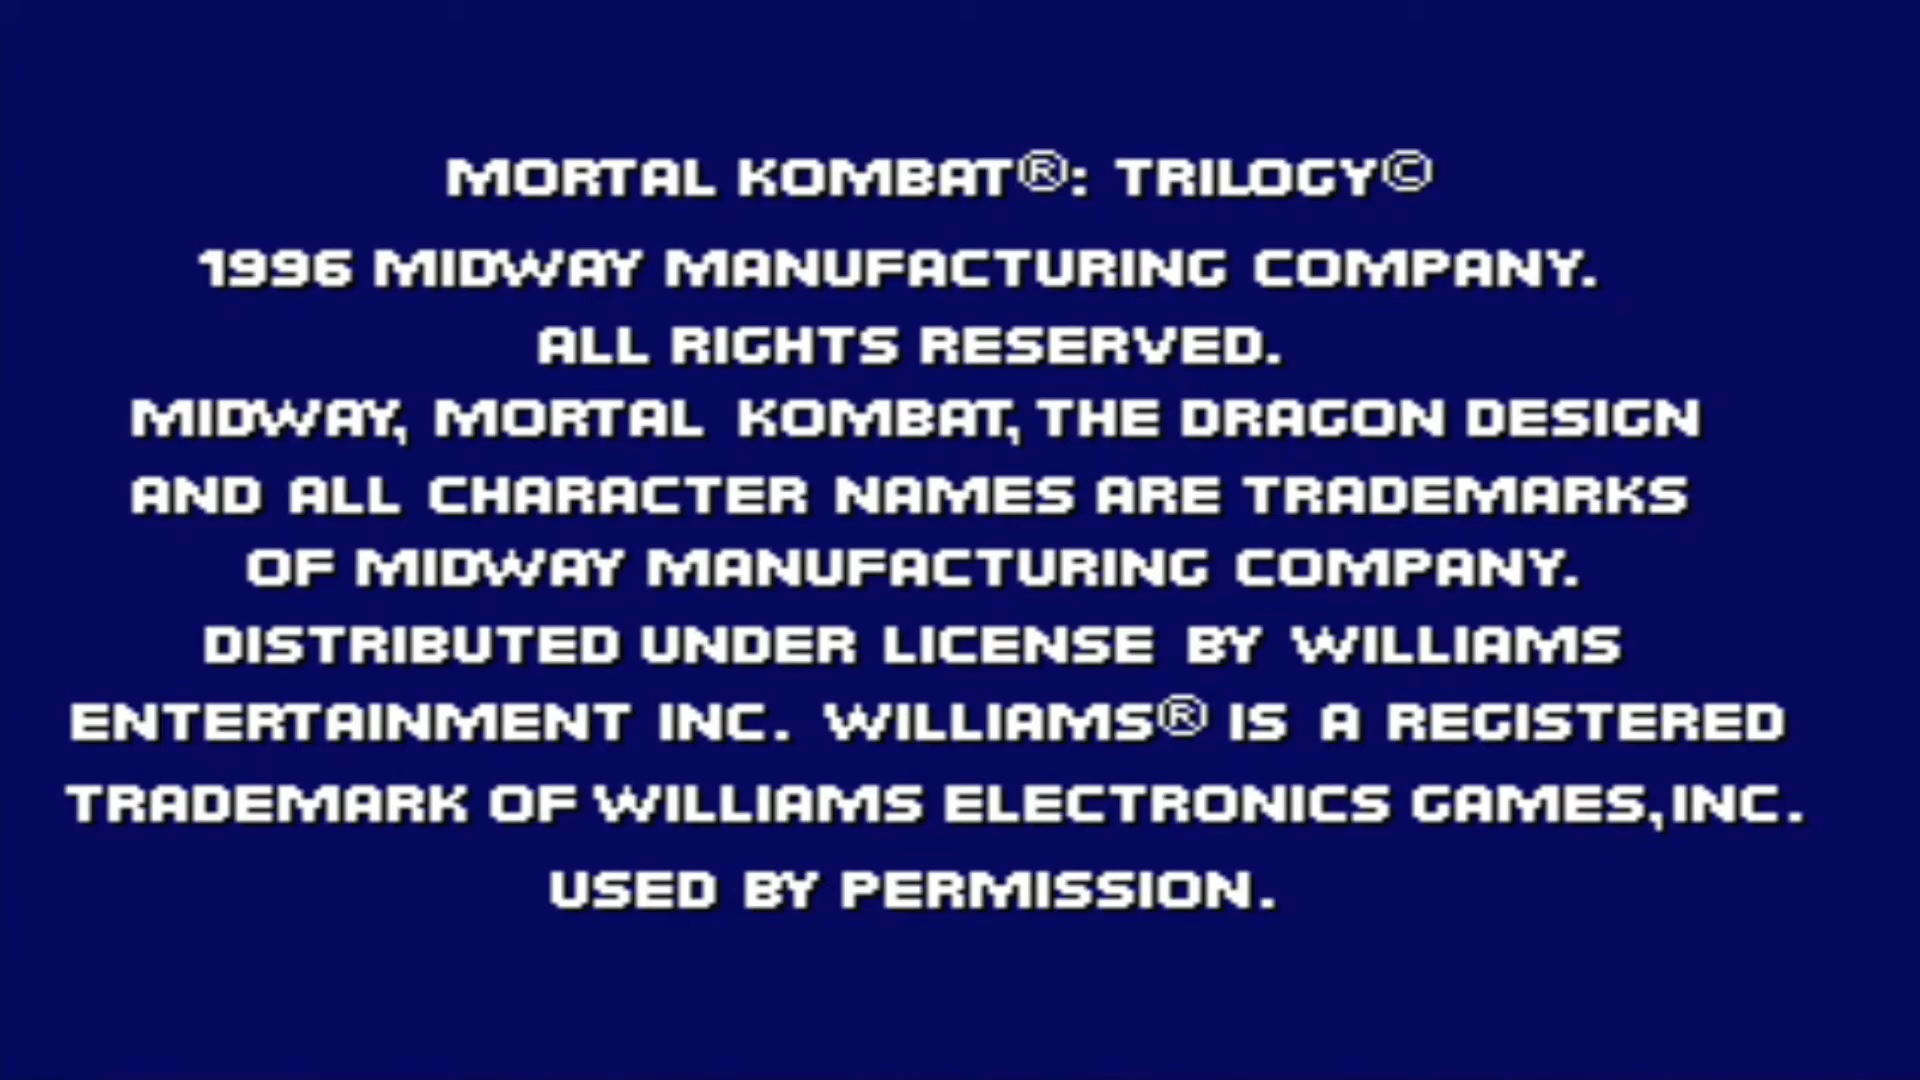 MORTAL KOMBAT®: TRILOGY©
1996 MIDWAY MANUFACTURING COMPANY.
ALL RIGHTS RESERVED.
MIDWAY, MORTAL KOMBAT, THE DRAGON DESIGN
AND ALL CHARACTER NAMES ARE TRADEMARKS
OF MIDWAY MANUFACTURING COMPANY.
DISTRIBUTED UNDER LICENSE BY WILLIAMS
ENTERTAINMENT INC. WILLIAMS® IS A REGISTERED
TRADEMARK OF WILLIAMS ELECTRONICS GAMES,INC.
USED BY PERMISSION.